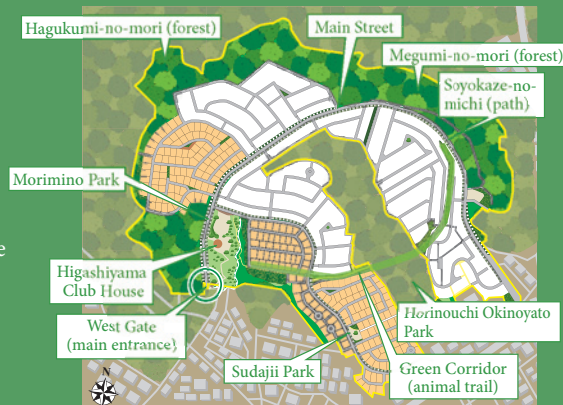 Hagukumi-no-mori (forest)
Main Street
Megumi-no-mori (forest)
Soyokaze-no-
michi (path)
Morimino Park
e
Higashiyama
Club House
West Gate
(main entrance)
Horinouchi Okinoyato
Park
Sudajii Park
Green Corridor
(animal trail)
N